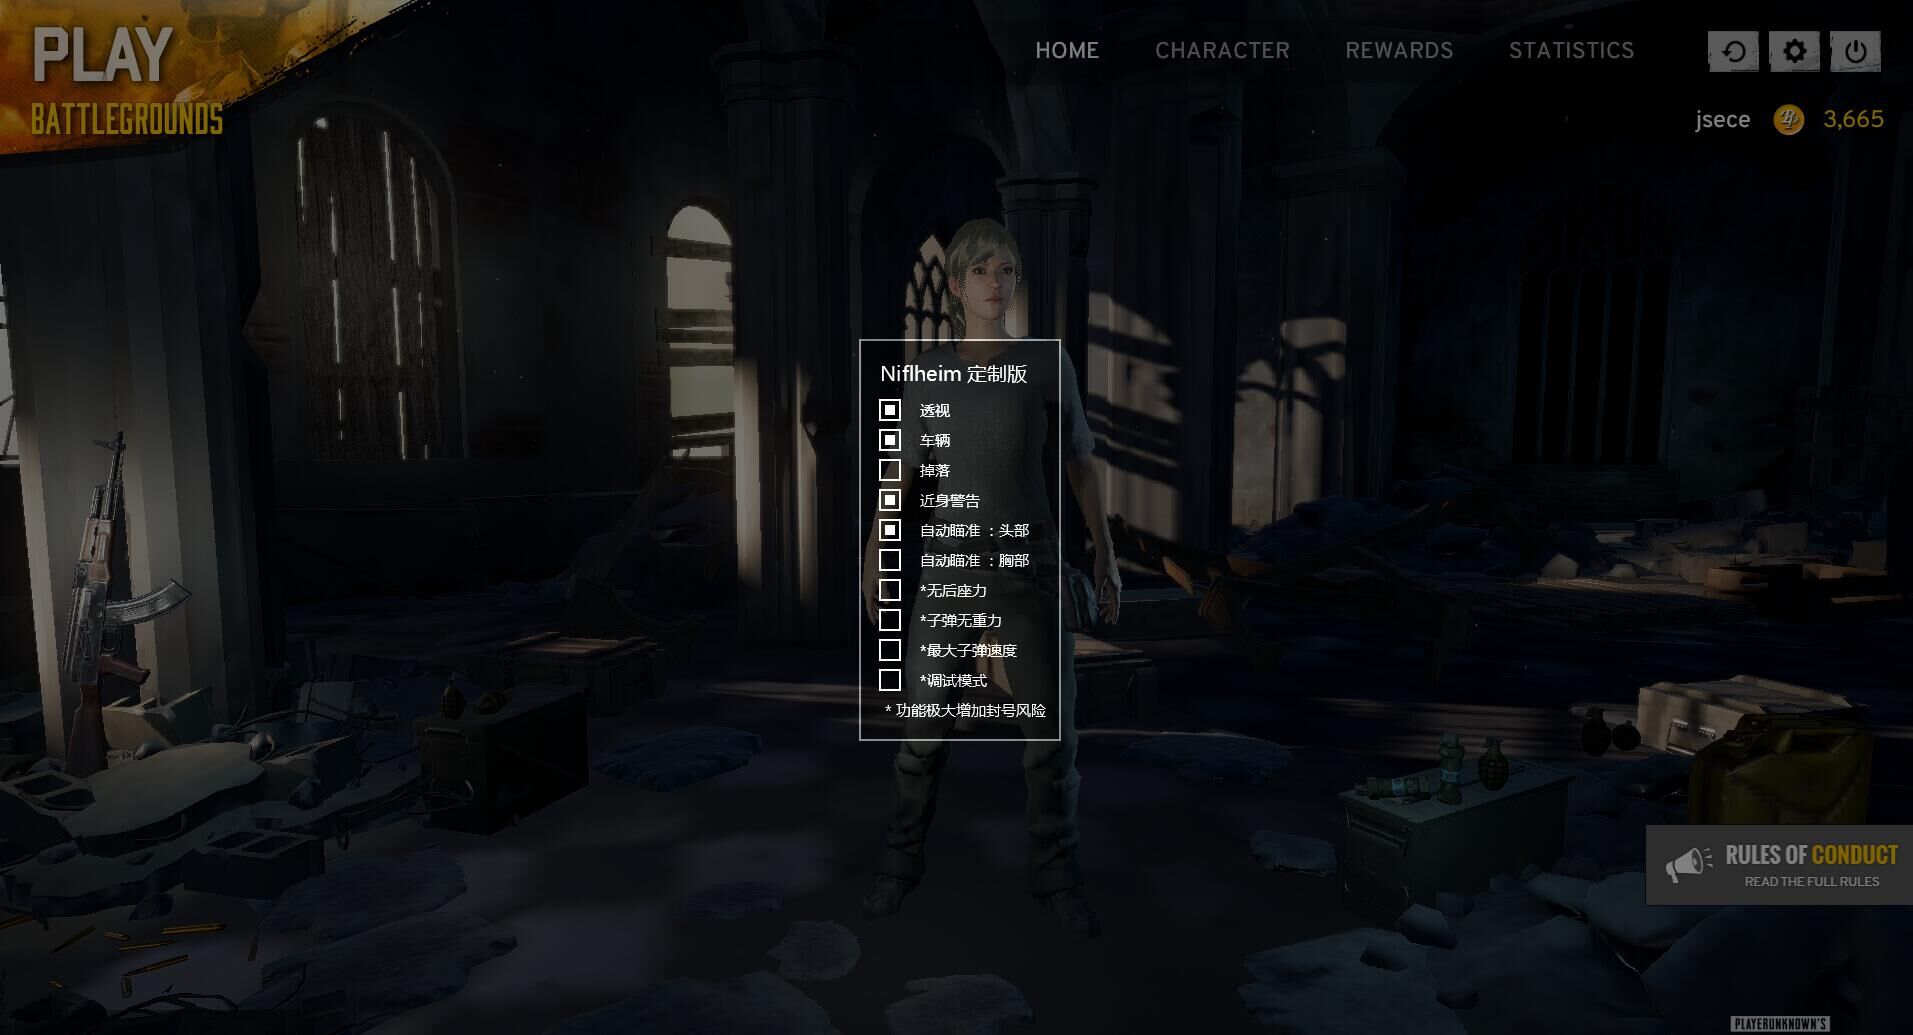 PLAY
BATTLEGROUNDS
HOME CHARACTER REWARDS STATISTICS
jsece 3,665
Niflheim 定制版
透视
车辆
掉落
近身警告
自动瞄准 ：头部
自动瞄准 ：胸部
*无后座力
*子弹无重力
*最大子弹速度
*调试模式
* 功能极大增加封号风险
RULES OF CONDUCT
READ THE FULL RULES
PLAYERUNKNOWN'S